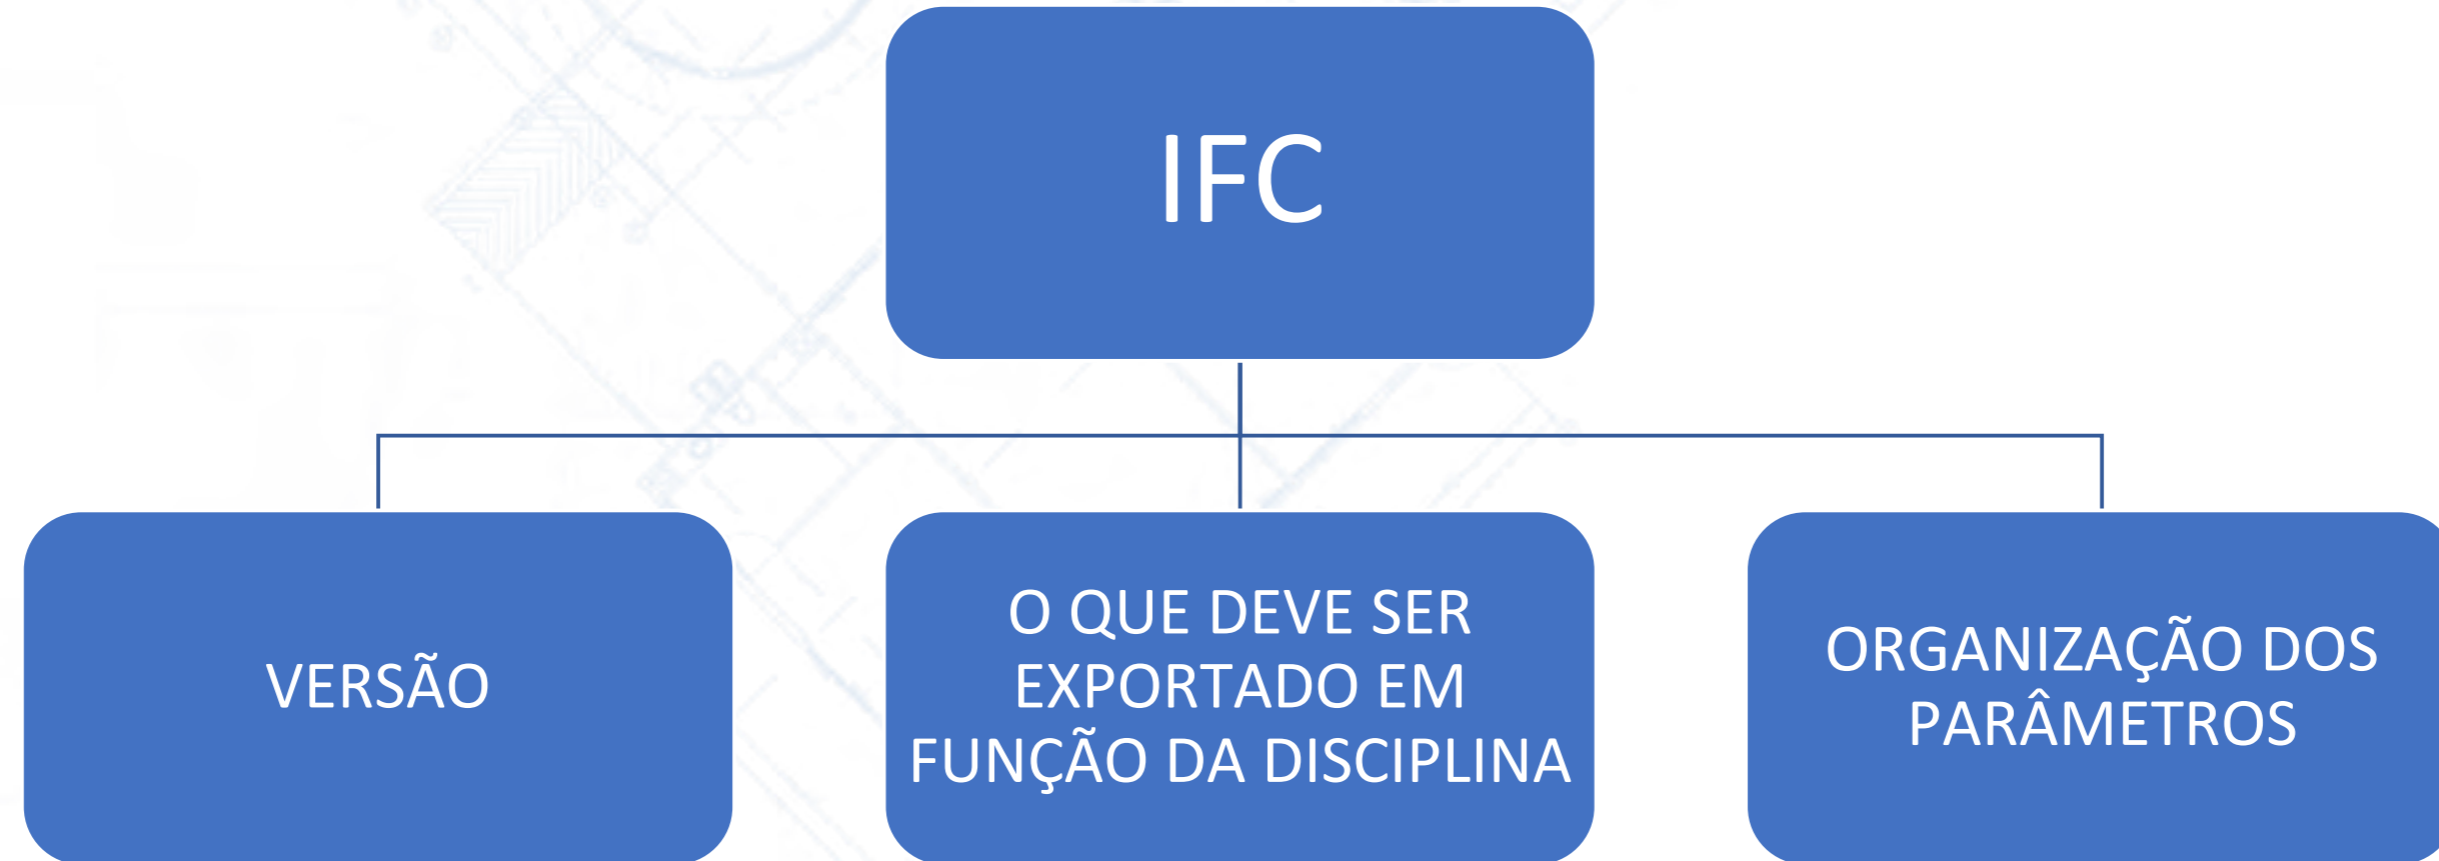 IFC
VERSÃO
O QUE DEVE SER
EXPORTADO EM
FUNÇÃO DA DISCIPLINA
ORGANIZAÇÃO DOS
PARÂMETROS